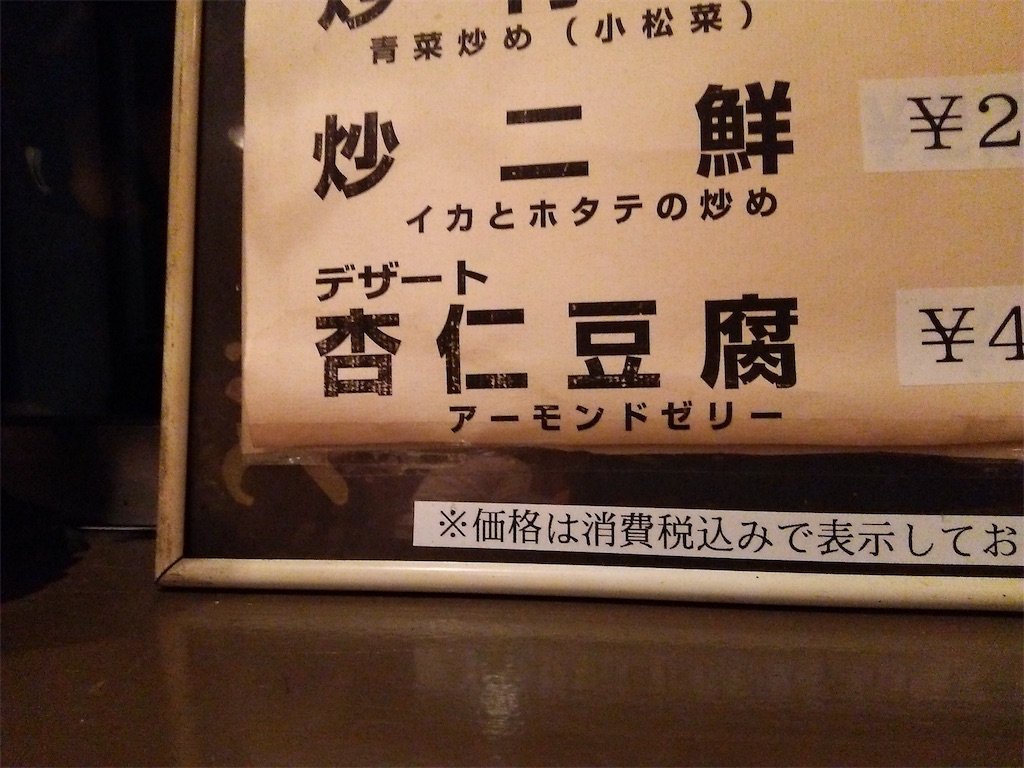 青菜炒め（小松菜）
炒二鮮
¥2
イカとホタテの炒め
デザート
杏仁豆腐
¥4
アーモンドゼリー
※価格は消費税込みで表示してお